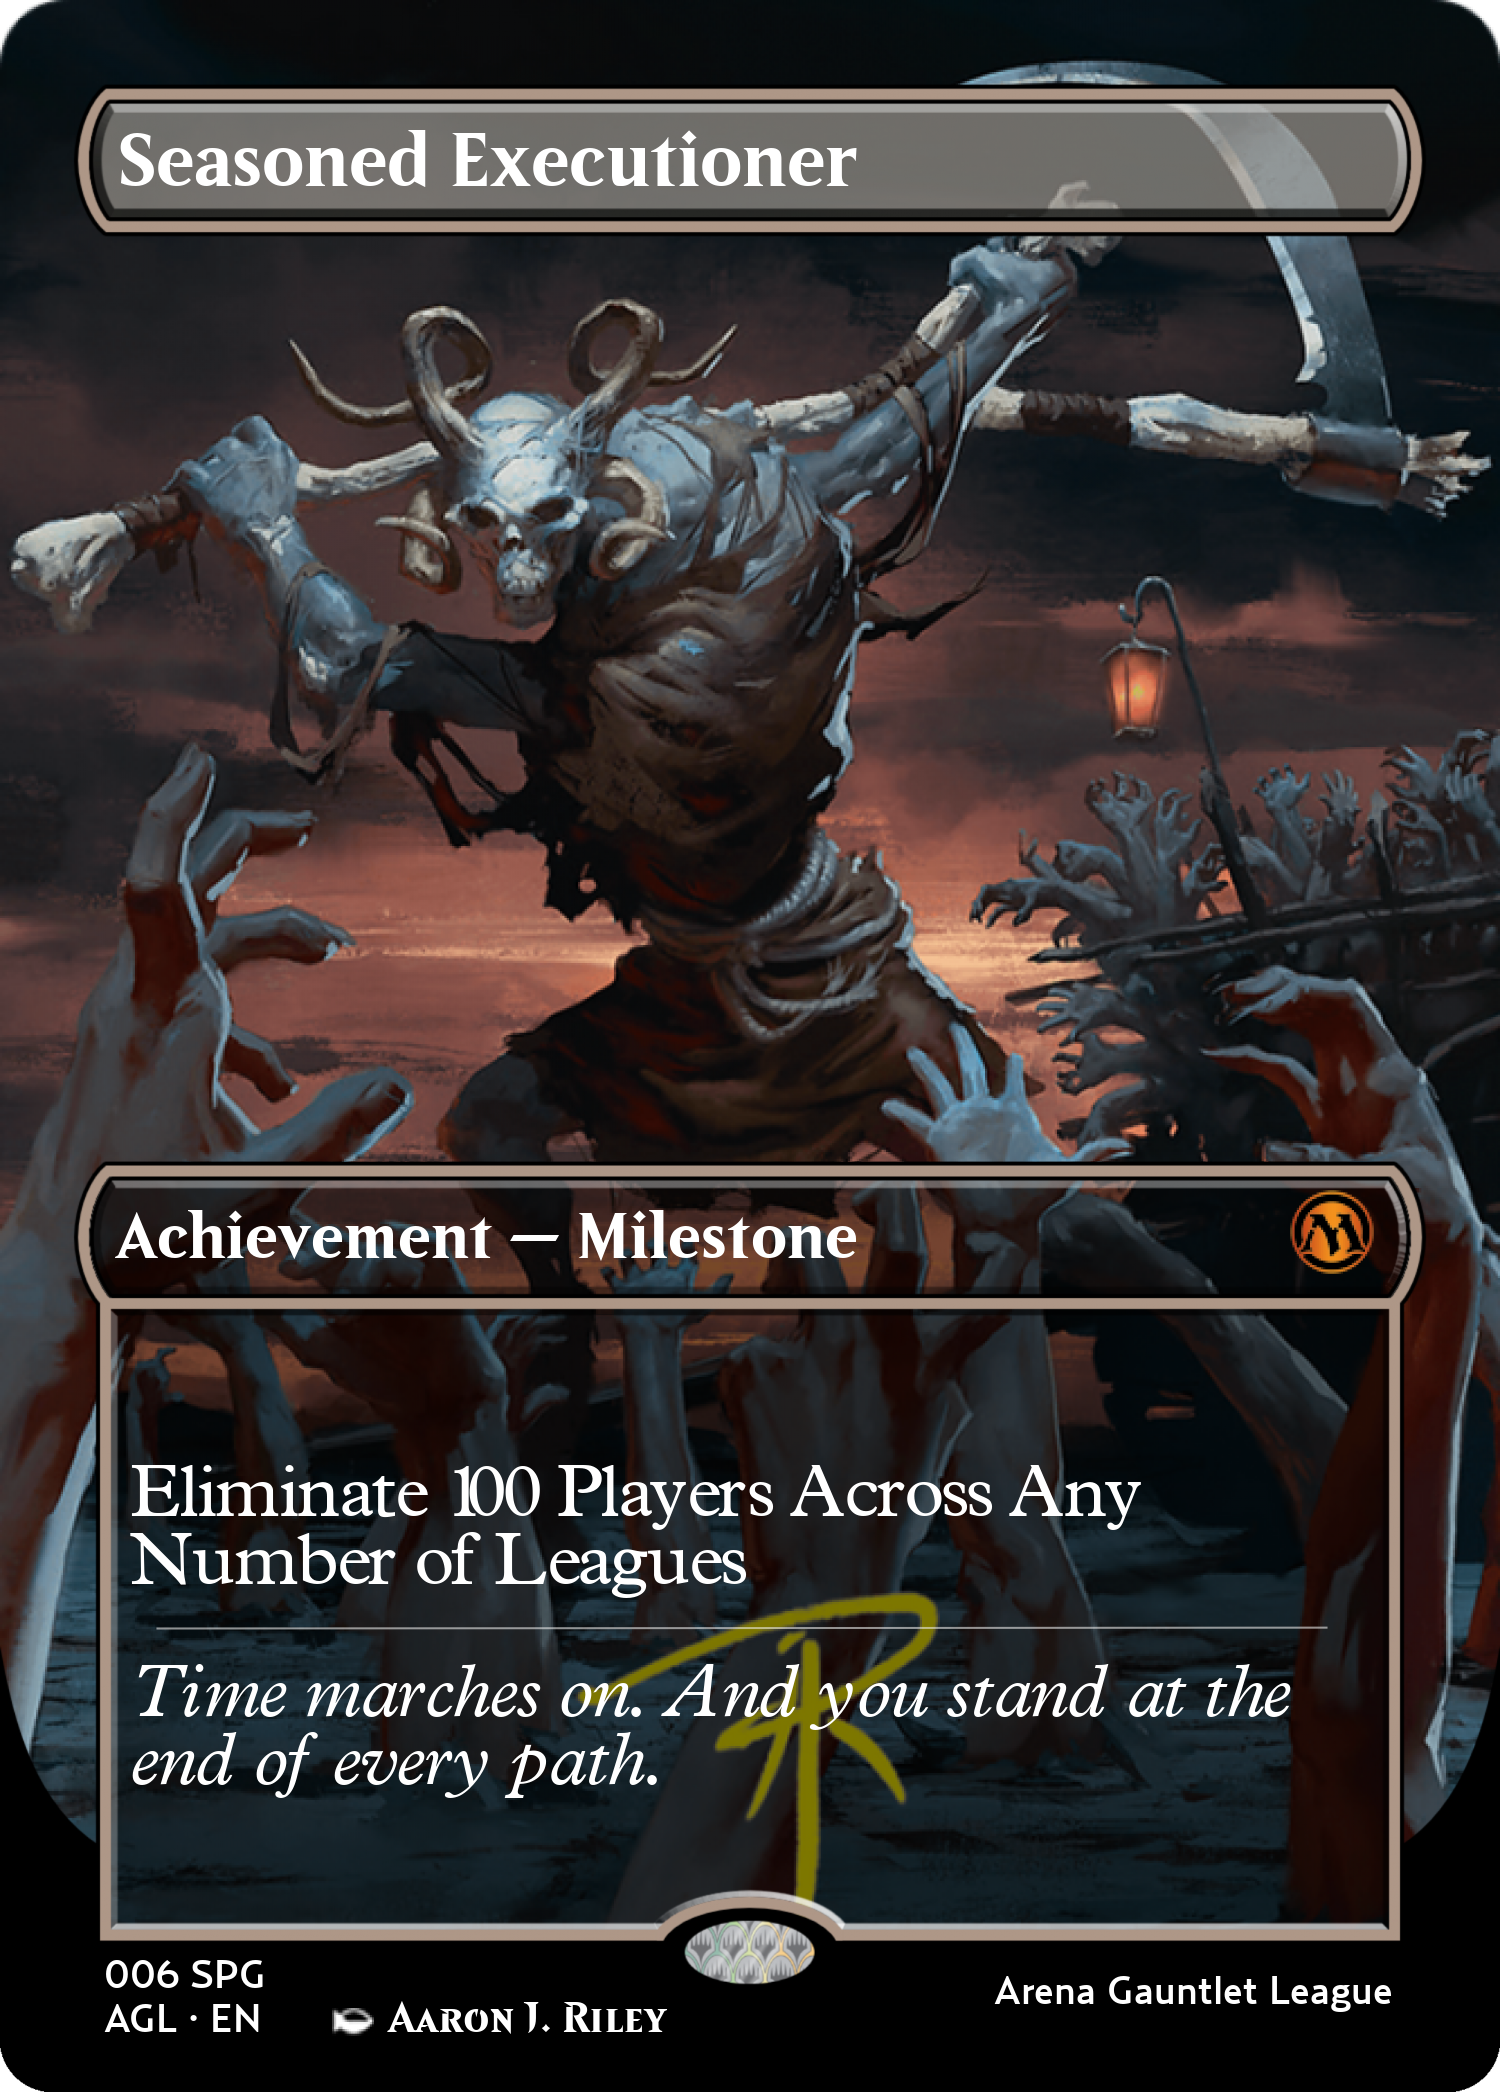 Seasoned Executioner
Achievement — Milestone
Eliminate 100 Players Across Any
Number of Leagues
Time marches on. And you stand at the
end of every path.
006 SPG
AGL · EN
Aaron J. Riley
Arena Gauntlet League